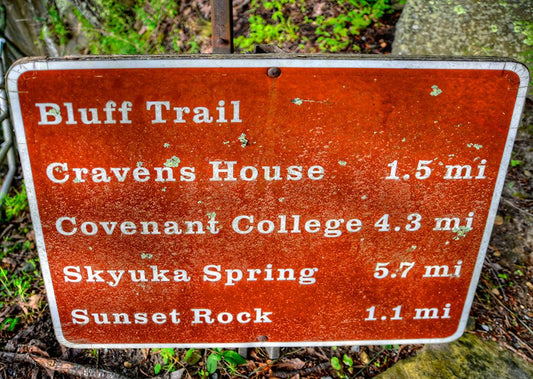 Bluff Trail
Cravens House 1.5 mi
Covenant College 4.3 mi
Skyuka Spring 5.7 mi
Sunset Rock 1.1 mi